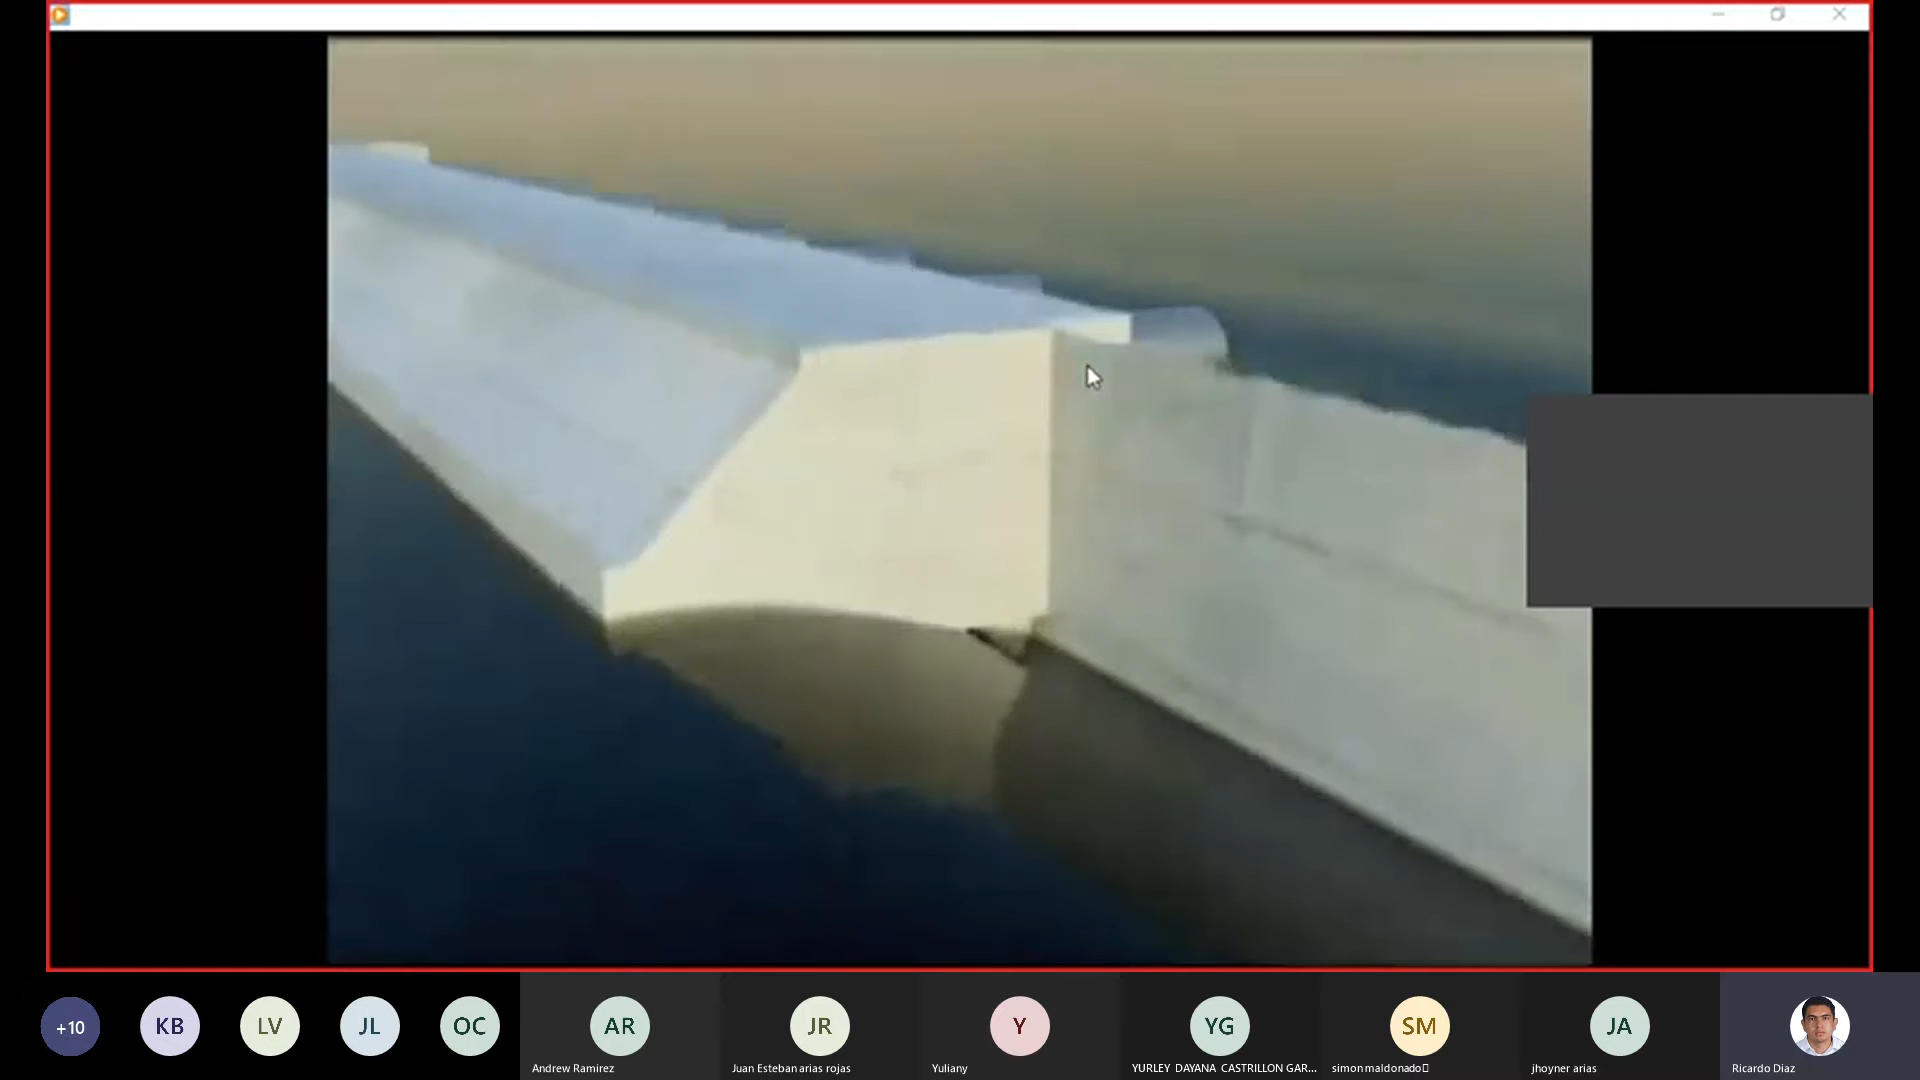 +10
KB
LV
JL
OC
AR
JR
Y
YG
SM
JA
Andrew Ramirez
Juan Esteban arias rojas
Yuliany
YURLEY DAYANA CASTRILLON GAR...
simon maldonado
jhoyner arias
Ricardo Diaz